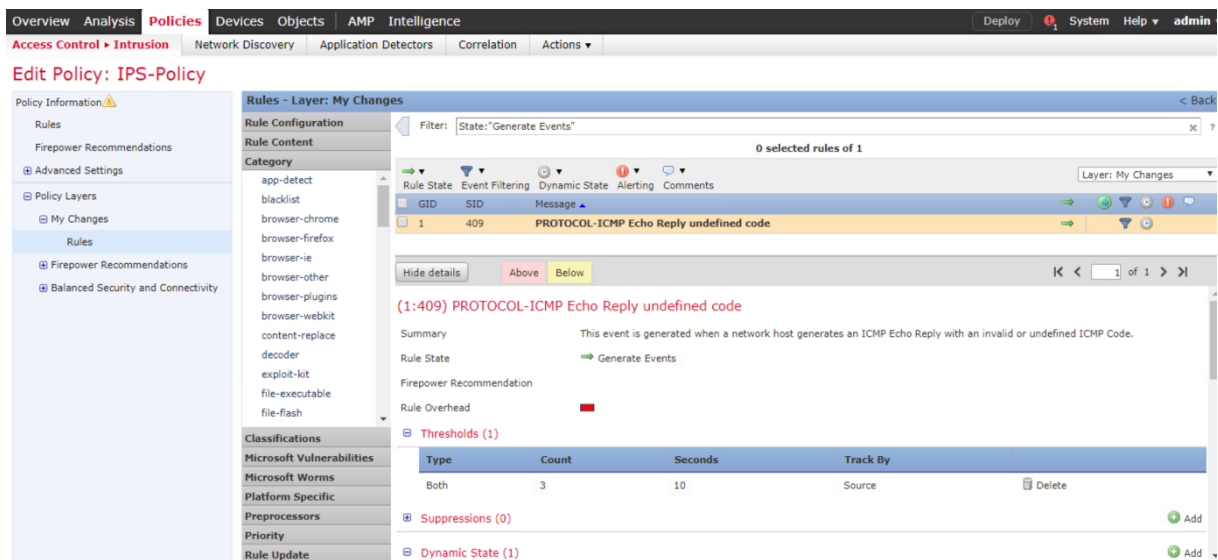 Overview Analysis Policies Devices Objects AMP Intelligence Deploy 1 System Help ▾ admin
Access Control ▸ Intrusion Network Discovery Application Detectors Correlation Actions ▾
Edit Policy: IPS-Policy
Policy Information
Rules
Firepower Recommendations
Advanced Settings
Policy Layers
My Changes
Rules
Firepower Recommendations
Balanced Security and Connectivity
Rules - Layer: My Changes < Back
Rule Configuration
Rule Content
Category
app-detect
blacklist
browser-chrome
browser-firefox
browser-ie
browser-other
browser-plugins
browser-webkit
content-replace
decoder
exploit-kit
file-executable
file-flash
Classifications
Microsoft Vulnerabilities
Microsoft Worms
Platform Specific
Preprocessors
Priority
Rule Update
Filter: State:"Generate Events" x ?
0 selected rules of 1
Rule State Event Filtering Dynamic State Alerting Comments Layer: My Changes
GID SID Message
1 409 PROTOCOL-ICMP Echo Reply undefined code
Hide details Above Below 1 of 1
(1:409) PROTOCOL-ICMP Echo Reply undefined code
Summary This event is generated when a network host generates an ICMP Echo Reply with an invalid or undefined ICMP Code.
Rule State Generate Events
Firepower Recommendation
Rule Overhead
Thresholds (1)
Type Count Seconds Track By
Both 3 10 Source Delete
Suppressions (0) Add
Dynamic State (1) Add